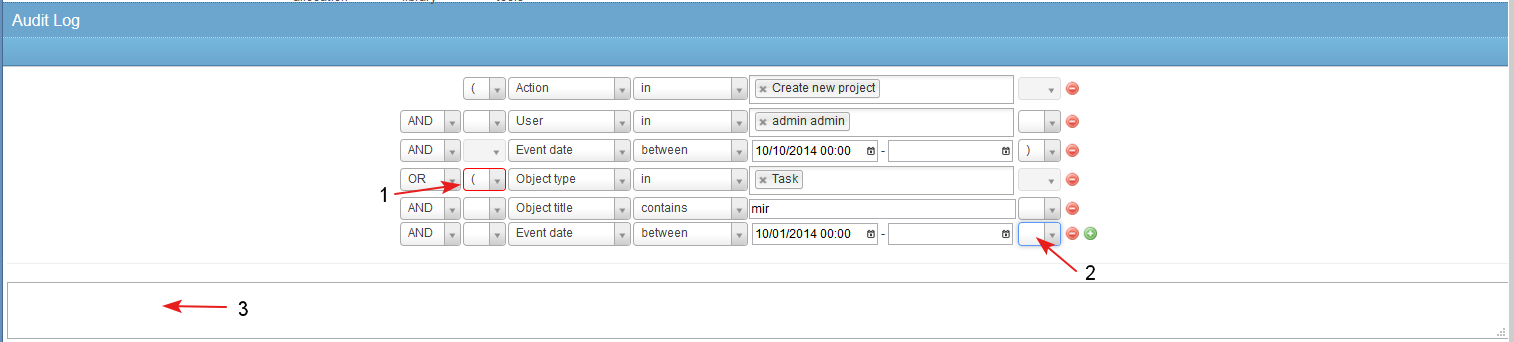 Audit Log
( Action in Create new project
AND User in admin admin
AND Event date between 10/10/2014 00:00 - )
OR ( Object type in Task
1
AND Object title contains mir
AND Event date between 10/01/2014 00:00 -
2
3